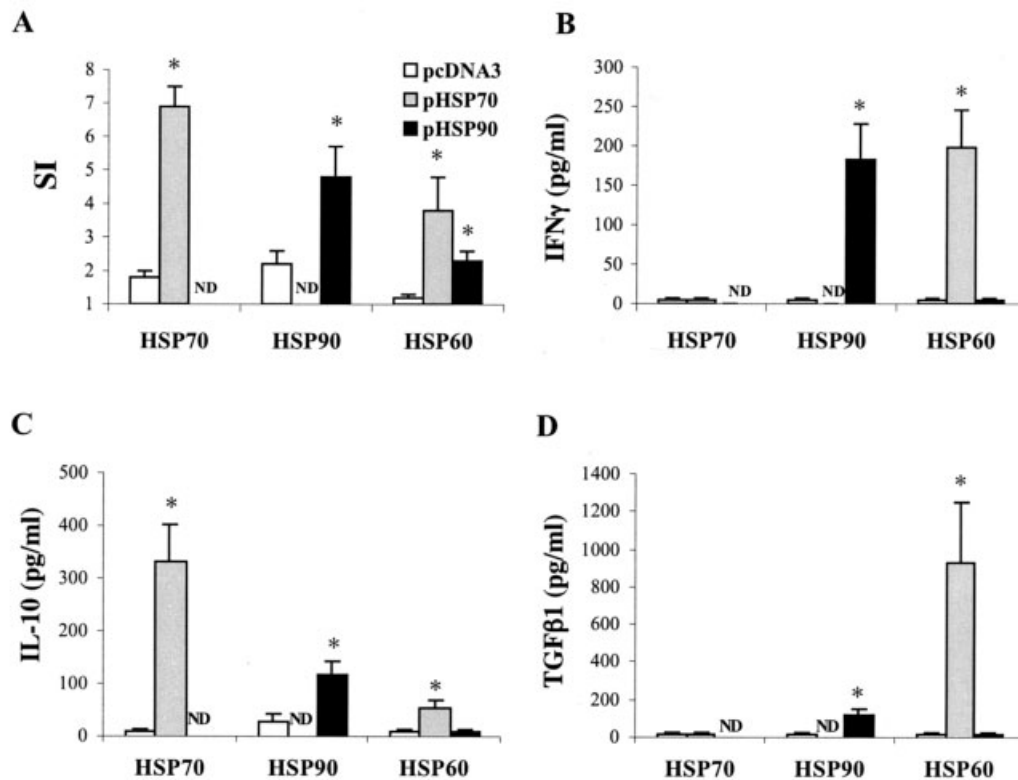 A
SI
8
7
6
5
4
3
2
1
*
ND
ND
*
*
*
pcDNA3
pHSP70
pHSP90
HSP70 HSP90 HSP60
B
IFNγ (pg/ml)
300
250
200
150
100
50
0
ND
ND
*
*
HSP70 HSP90 HSP60
C
IL-10 (pg/ml)
500
400
300
200
100
0
*
ND
ND
*
*
HSP70 HSP90 HSP60
D
TGFβ1 (pg/ml)
1400
1200
1000
800
600
400
200
0
ND
ND
*
*
HSP70 HSP90 HSP60